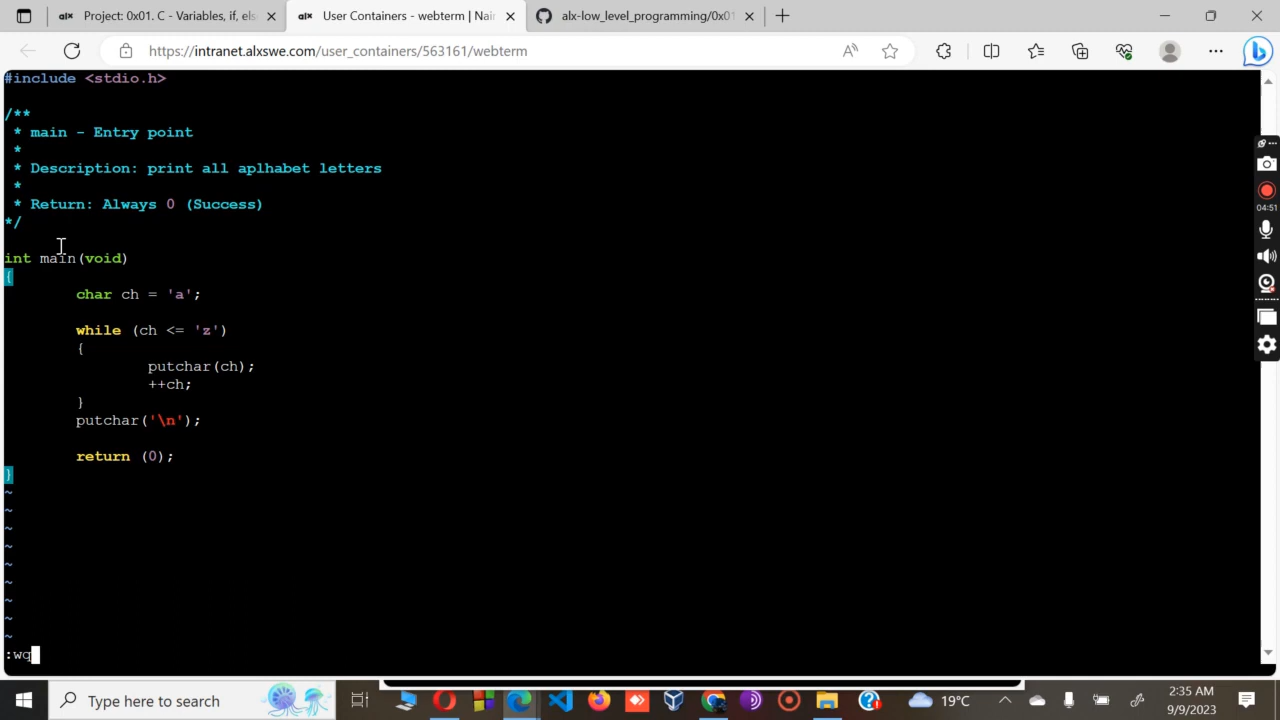 Project: 0x01. C - Variables, if, els
User Containers - webterm | Nair
alx-low_level_programming/0x01
https://intranet.alxswe.com/user_containers/563161/webterm
#include <stdio.h>
/**
* main - Entry point
*
* Description: print all aplhabet letters
*
* Return: Always 0 (Success)
*/
int main(void)
{
char ch = 'a';
while (ch <= 'z')
{
putchar(ch);
++ch;
}
putchar('\n');
return (0);
}
~
~
~
~
~
~
~
~
~
:wq
04:51
Type here to search
19°C
2:35 AM
9/9/2023